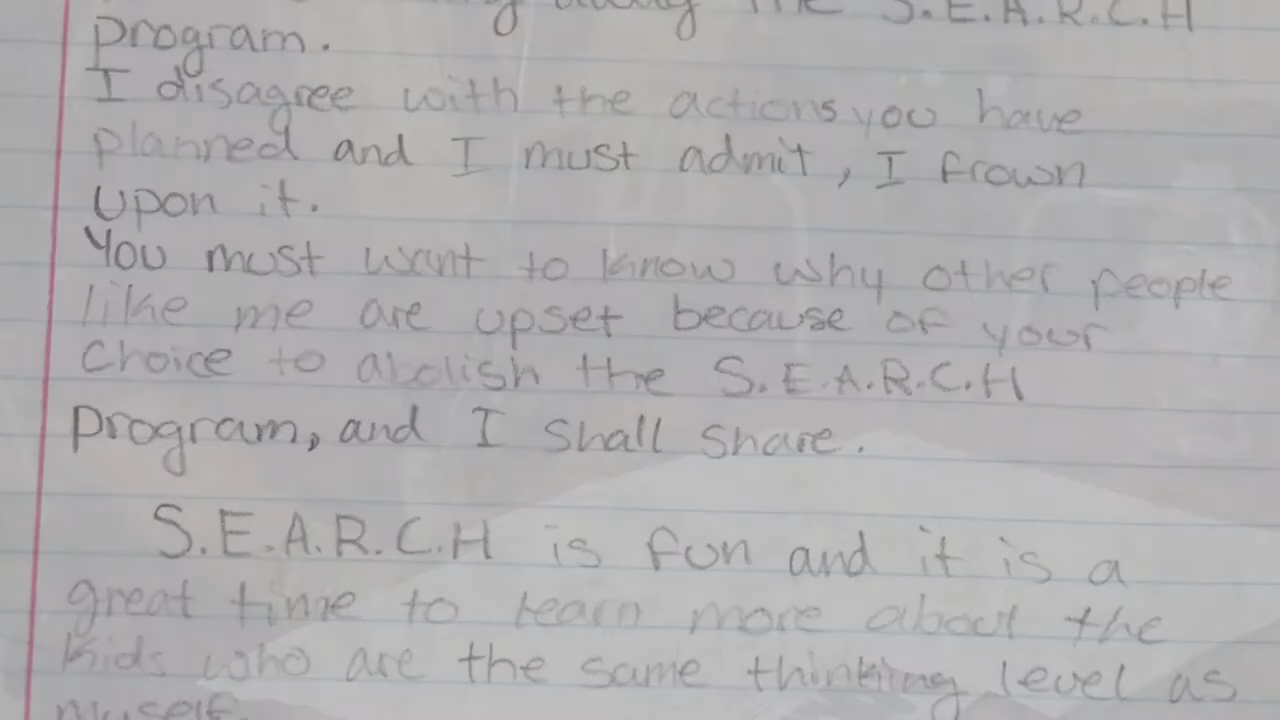 the S.E.A.R.C.H
program.
I disagree with the actions you have
planned and I must admit, I frown
upon it.
You must want to know why other people
like me are upset because of your
choice to abolish the S.E.A.R.C.H
program, and I shall share.
S.E.A.R.C.H is fun and it is a
great time to learn more about the
kids who are the same thinking level as
myself.